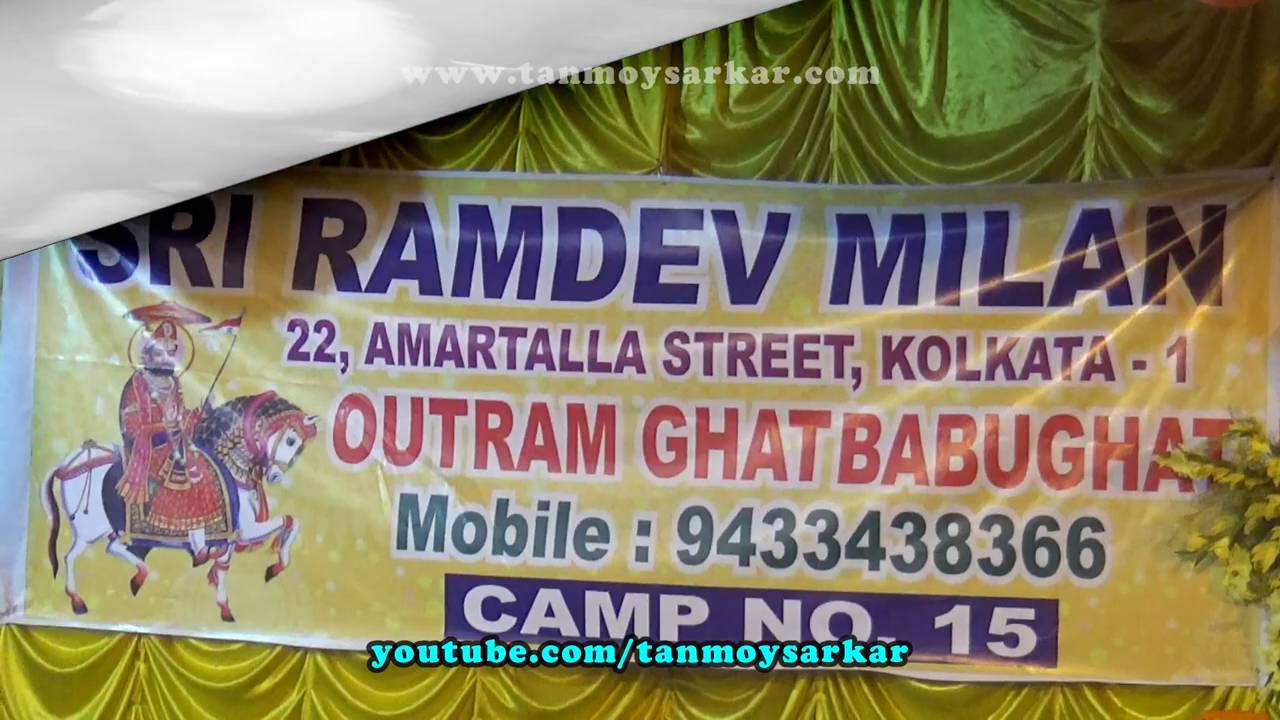 www.tanmoysarkar.com
SRI RAMDEV MILAN
22, AMARTALLA STREET, KOLKATA - 1
OUTRAM GHAT BABUGHAT
Mobile : 9433438366
CAMP NO. 15
youtube.com/tanmoysarkar